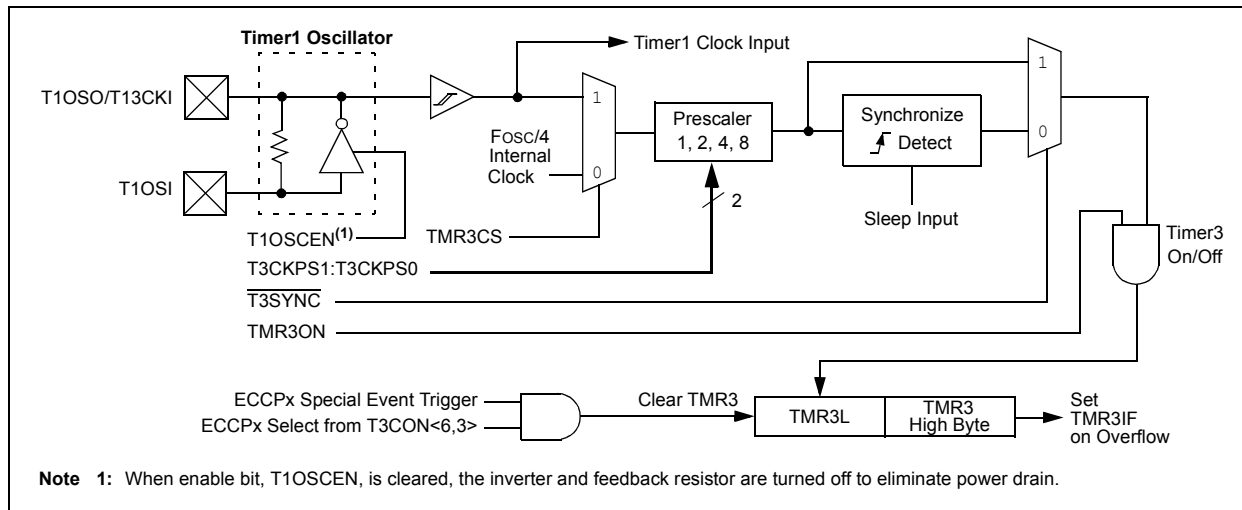 Timer1 Oscillator
Timer1 Clock Input
T1OSO/T13CKI
1
FOSC/4
Internal
Clock
0
Prescaler
1, 2, 4, 8
Synchronize
Detect
1
0
T1OSI
2
Sleep Input
T1OSCEN(1)
TMR3CS
Timer3
On/Off
T3CKPS1:T3CKPS0
T3SYNC
TMR3ON
ECCPx Special Event Trigger
ECCPx Select from T3CON<6,3>
Clear TMR3
TMR3L
TMR3
High Byte
Set
TMR3IF
on Overflow
Note 1: When enable bit, T1OSCEN, is cleared, the inverter and feedback resistor are turned off to eliminate power drain.